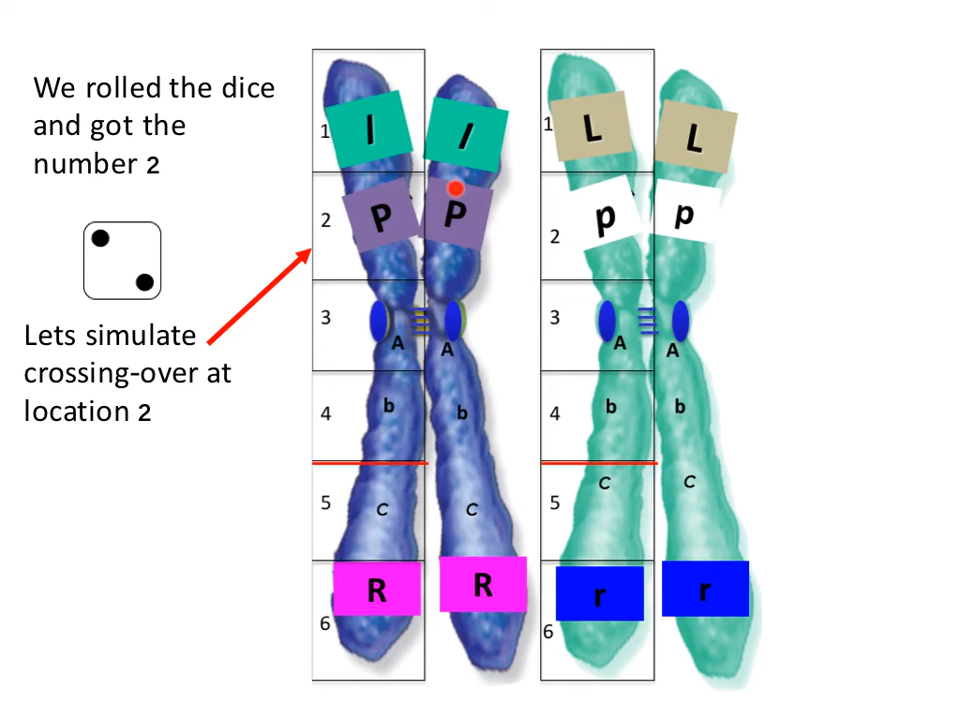 We rolled the dice
and got the
number 2
Lets simulate
crossing-over at
location 2
1 l l 1 L L
2 P P 2 p p
3 3
A A A A
4 b b 4 b b
5 c c 5 c c
R R r r
6 6